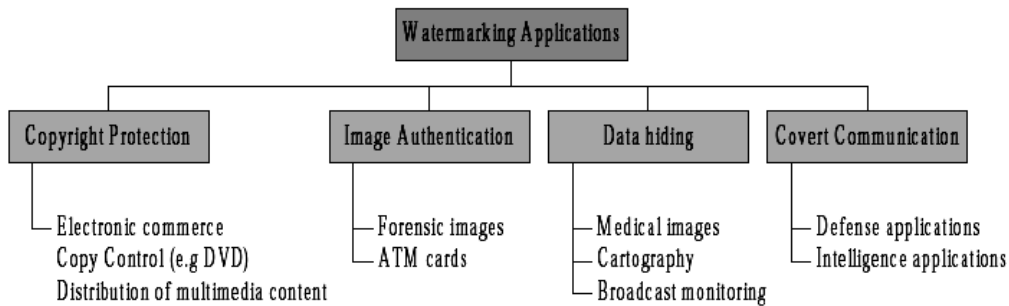 Watermarking Applications
Copyright Protection
Image Authentication
Data hiding
Covert Communication
Electronic commerce
Copy Control (e.g DVD)
Distribution of multimedia content
Forensic images
ATM cards
Medical images
Cartography
Broadcast monitoring
Defense applications
Intelligence applications